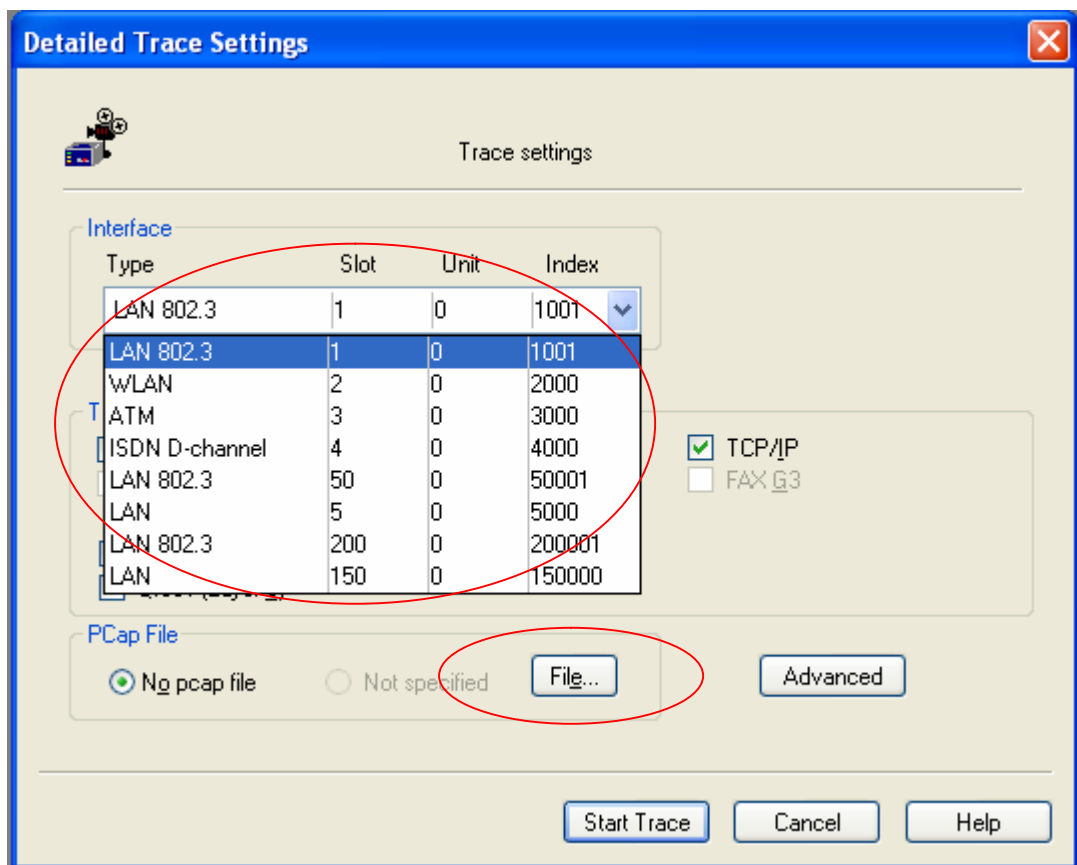 Detailed Trace Settings
Trace settings
Interface
Type Slot Unit Index
LAN 802.3 1 0 1001
LAN 802.3 1 0 1001
WLAN 2 0 2000
ATM 3 0 3000
ISDN D-channel 4 0 4000
LAN 802.3 50 0 50001
LAN 5 0 5000
LAN 802.3 200 0 200001
LAN 150 0 150000
TCP/IP
FAX G3
PCap File
No pcap file Not specified File... Advanced
Start Trace Cancel Help